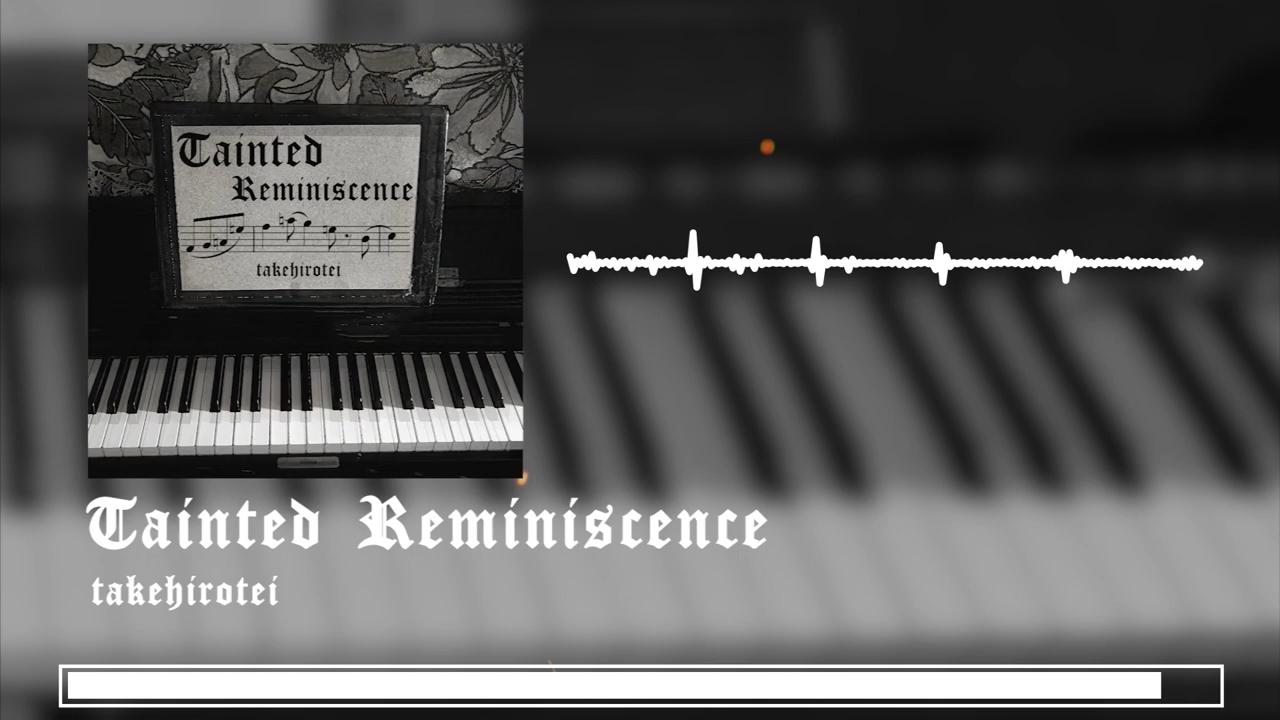 Tainted
Reminiscence
takehirotei
Tainted Reminiscence
takehirotei